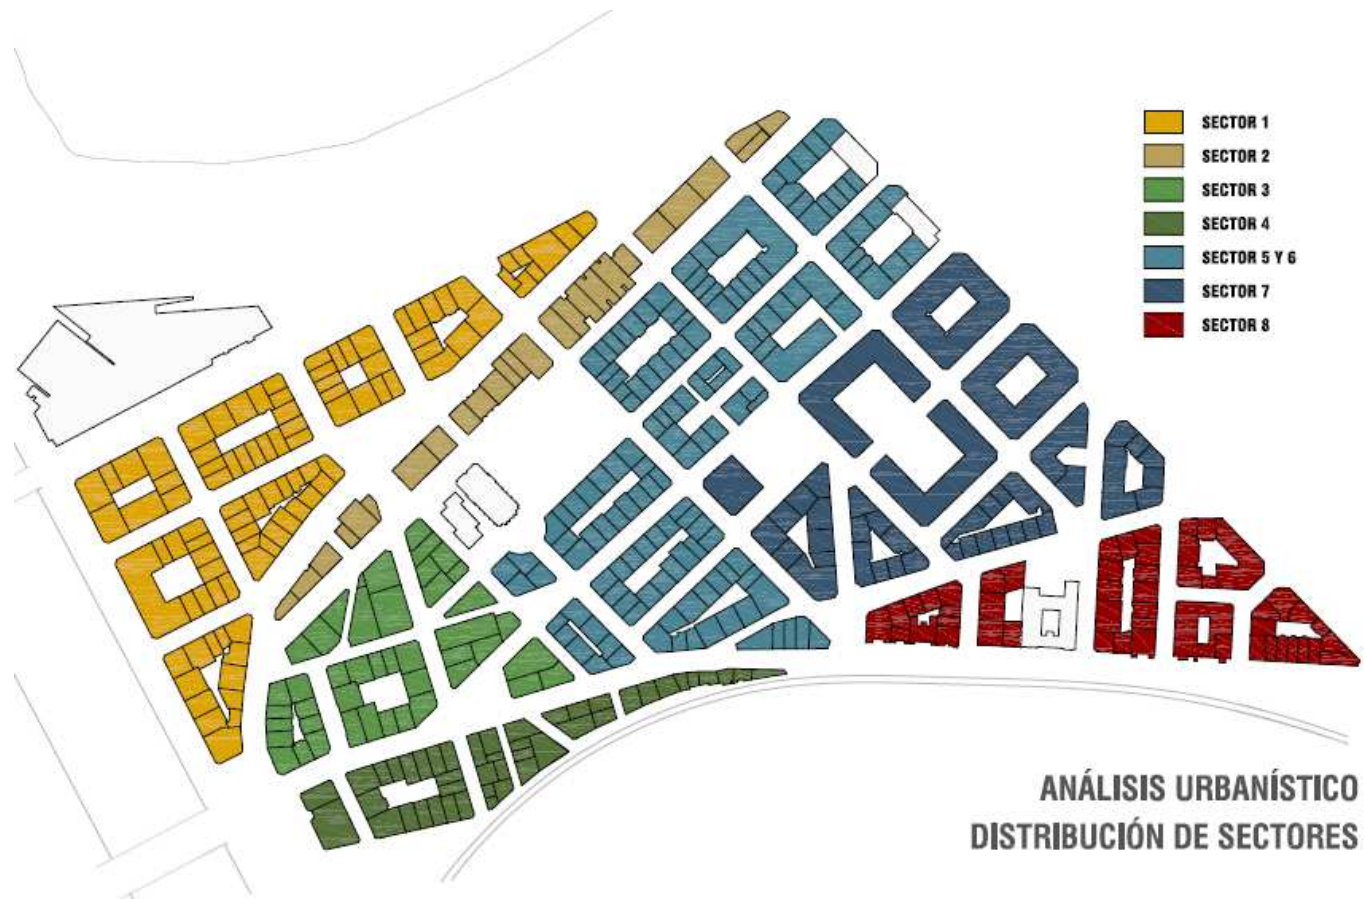 SECTOR 1
SECTOR 2
SECTOR 3
SECTOR 4
SECTOR 5 Y 6
SECTOR 7
SECTOR 8
ANÁLISIS URBANÍSTICO
DISTRIBUCIÓN DE SECTORES